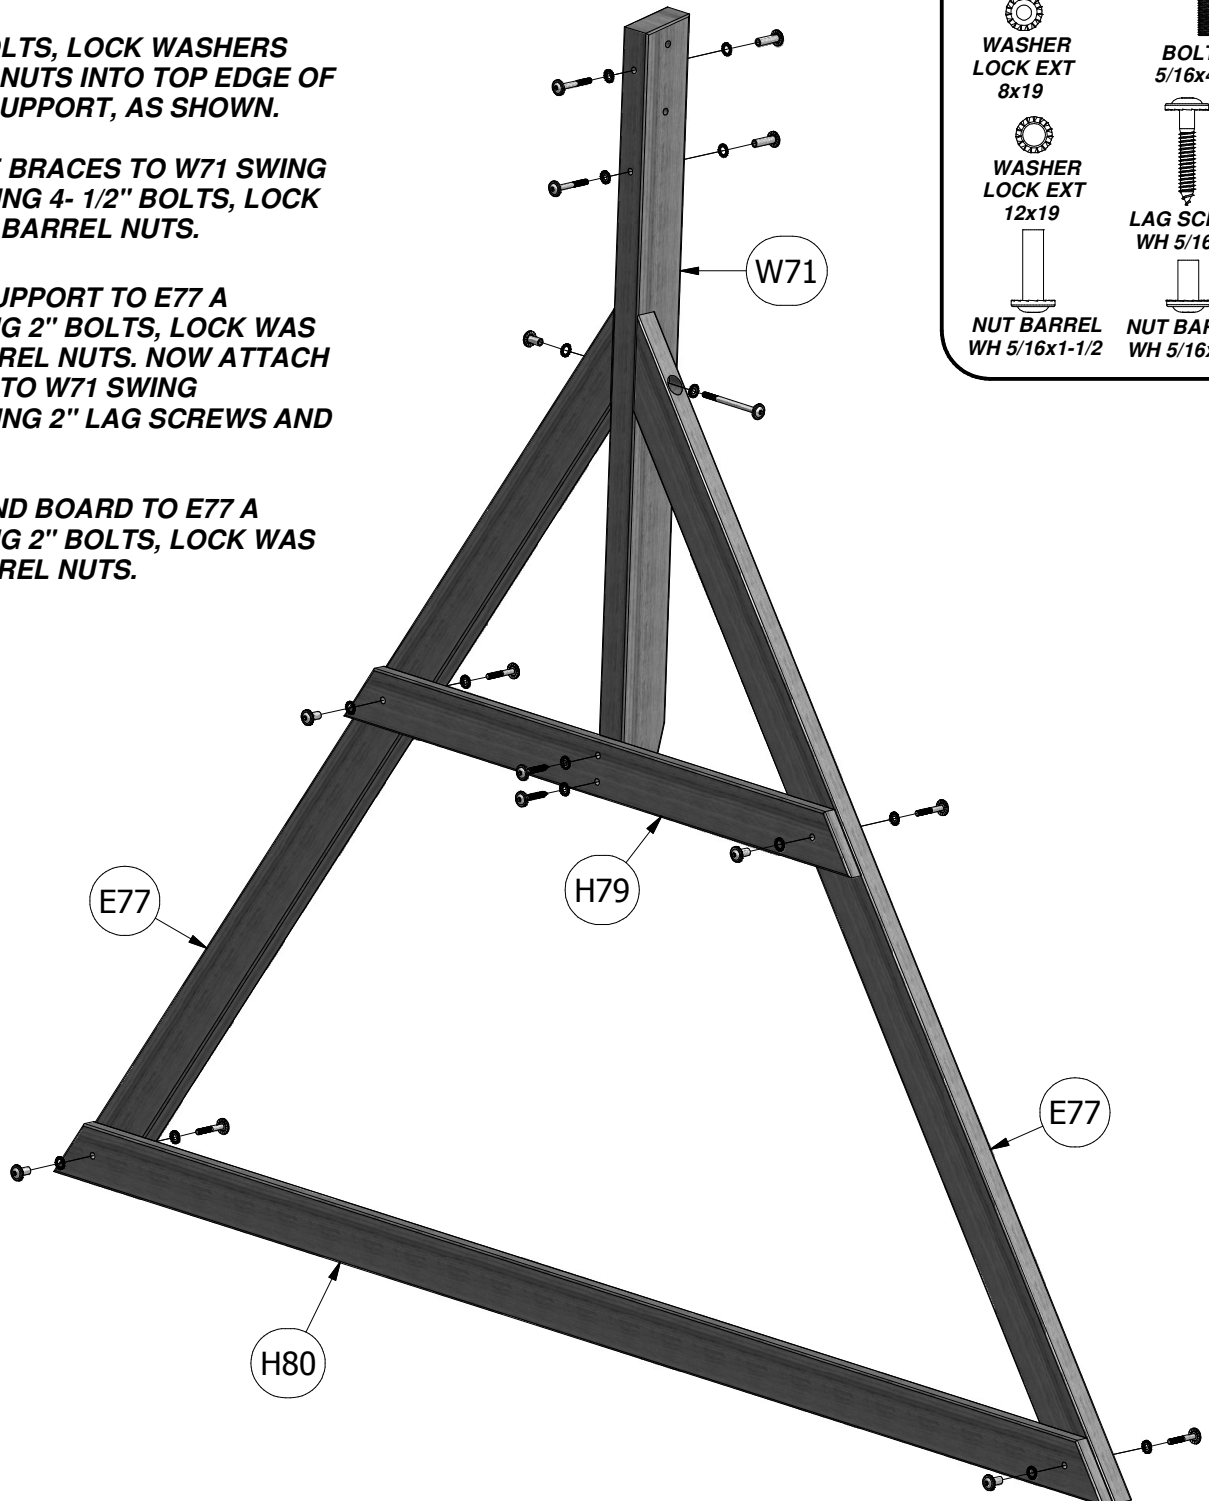 LTS, LOCK WASHERS
NUTS INTO TOP EDGE OF
UPPORT, AS SHOWN.
BRACES TO W71 SWING
NG 4- 1/2" BOLTS, LOCK
BARREL NUTS.
UPPORT TO E77 A
G 2" BOLTS, LOCK WAS
REL NUTS. NOW ATTACH
TO W71 SWING
NG 2" LAG SCREWS AND
ND BOARD TO E77 A
G 2" BOLTS, LOCK WAS
REL NUTS.
WASHER
LOCK EXT
8x19
BOLT
5/16x4
WASHER
LOCK EXT
12x19
LAG SC
WH 5/16
NUT BARREL
WH 5/16x1-1/2
NUT BAR
WH 5/16x
W71
H79
E77
E77
H80